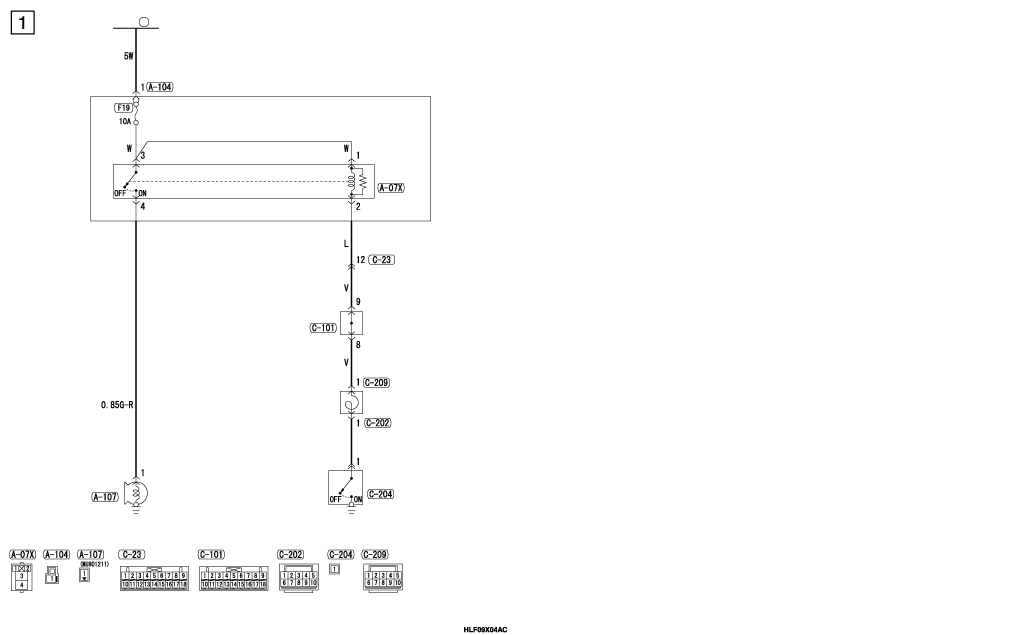 1
5W
1 A-104
F19
10A
W 3
W 1
OFF ON
A-07X
4
2
L
12 C-23
V
9
C-101
8
V
1 C-209
0.85G-R
1 C-202
1
1
A-107
OFF ON
C-204
A-07X A-104 A-107 C-23 C-101 C-202 C-204 C-209
(MU801211)
1 2
3
4
1
1
1 2 3 4 5 6 7 8 9
10 11 12 13 14 15 16 17 18
1 2 3 4 5 6 7 8 9
10 11 12 13 14 15 16 17 18
1 2 3 4 5
6 7 8 9 10
1
1 2 3 4 5
6 7 8 9 10
HLF09X04AC